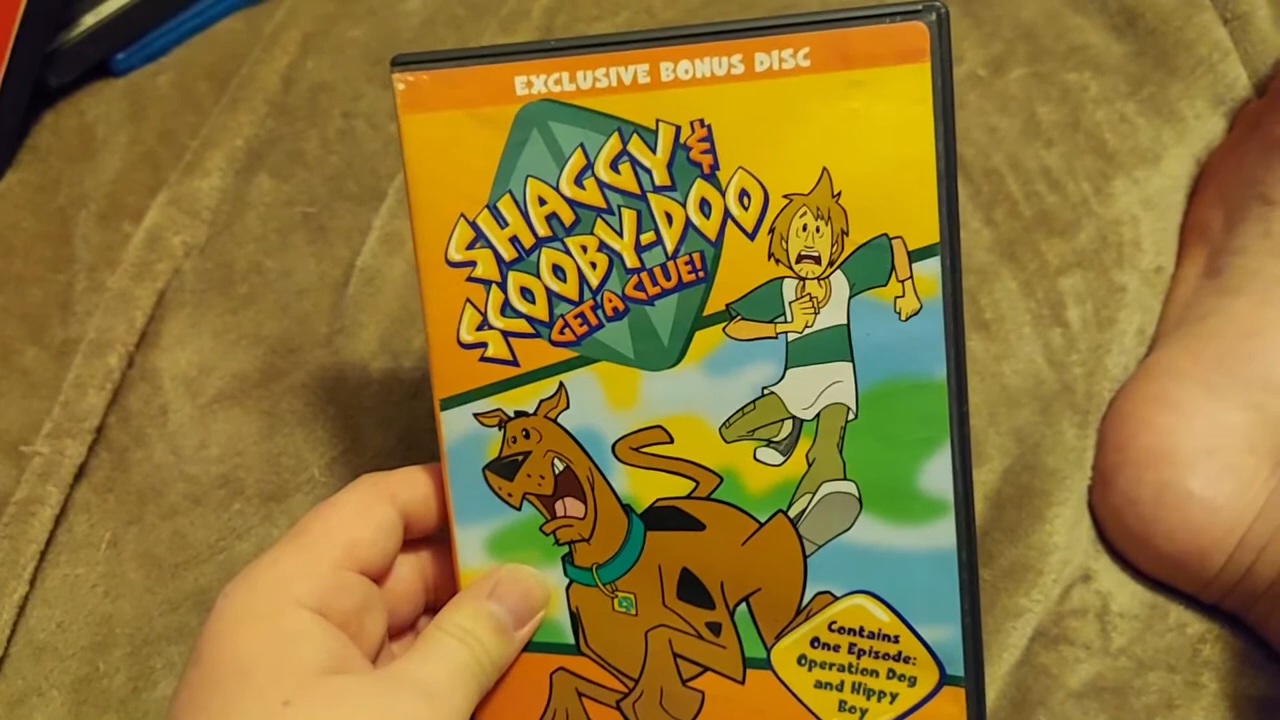 EXCLUSIVE BONUS DISC
SHAGGY &
SCOOBY-DOO
GET A CLUE!
Contains
One Episode:
Operation Dog
and Hippy
Boy